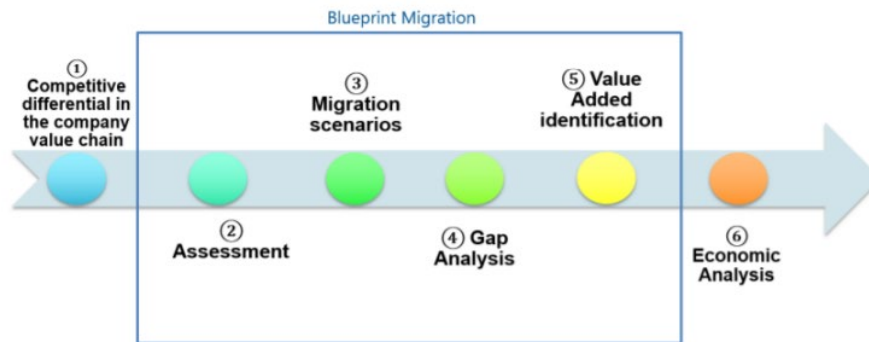 Blueprint Migration
①
Competitive
differential in
the company
value chain
②
Assessment
③
Migration
scenarios
④ Gap
Analysis
⑤ Value
Added
identification
⑥
Economic
Analysis